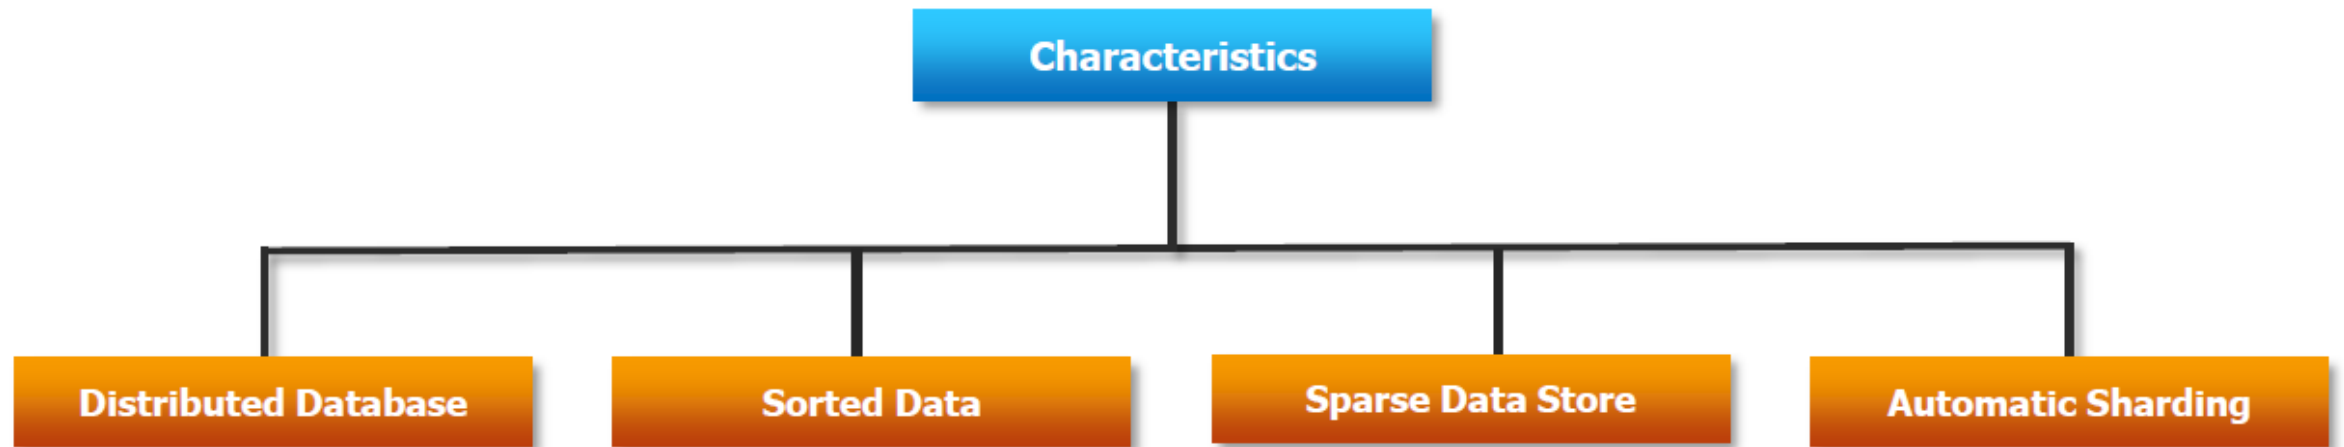 Characteristics
Distributed Database
Sorted Data
Sparse Data Store
Automatic Sharding